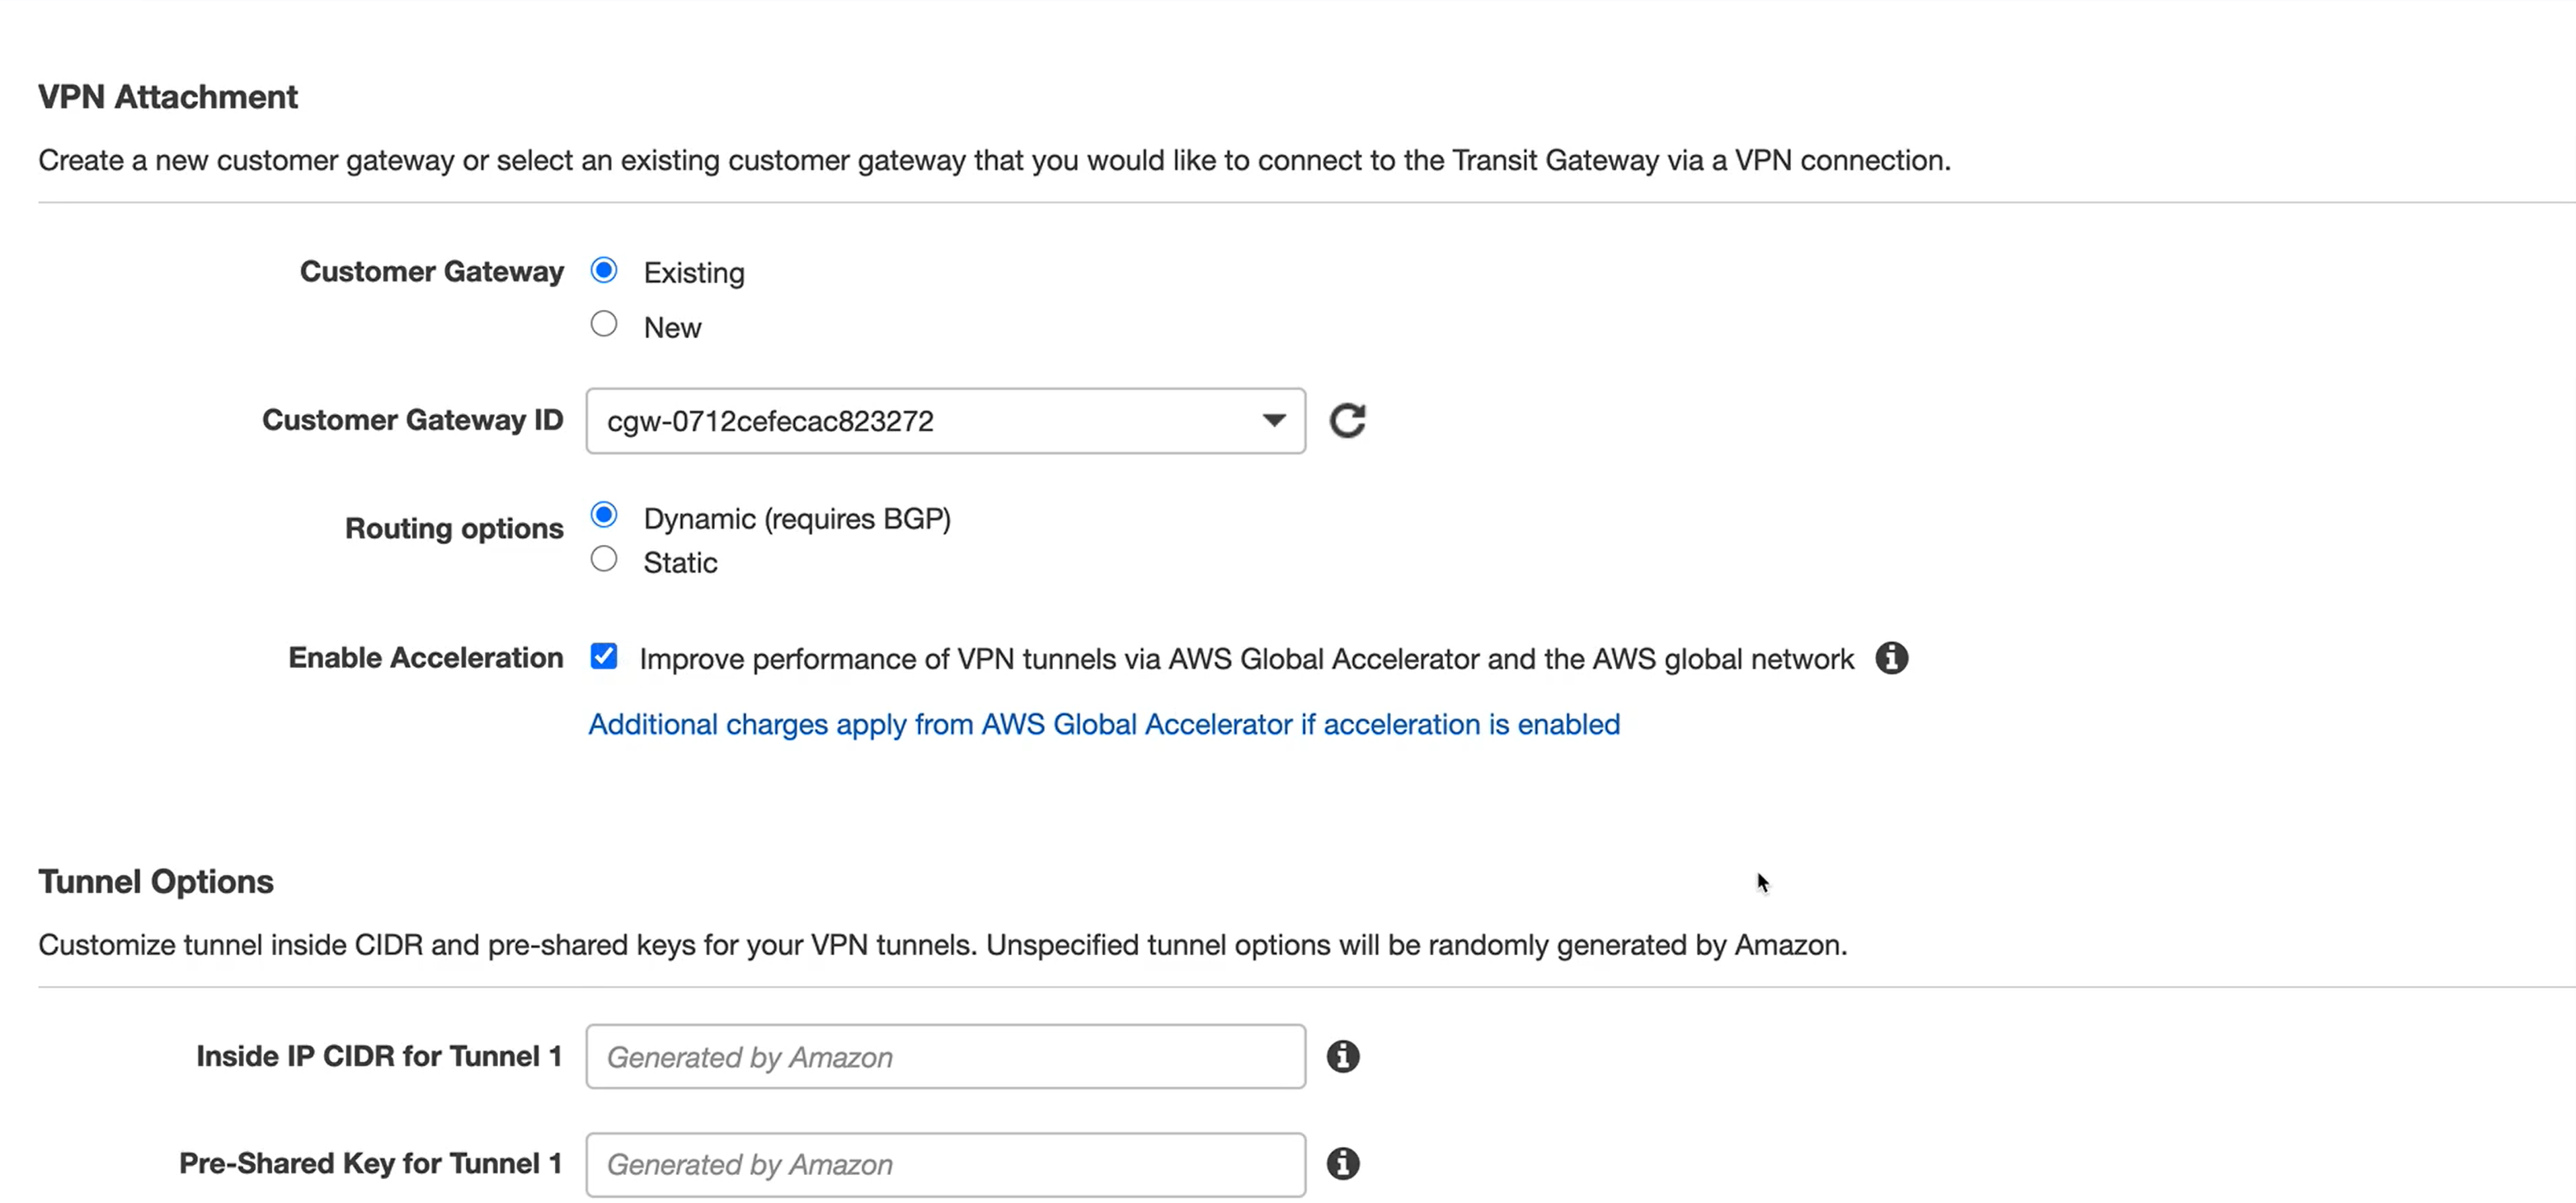 VPN Attachment
Create a new customer gateway or select an existing customer gateway that you would like to connect to the Transit Gateway via a VPN connection.
Customer Gateway
Existing
New
Customer Gateway ID
cgw-0712cefecac823272
Routing options
Dynamic (requires BGP)
Static
Enable Acceleration
Improve performance of VPN tunnels via AWS Global Accelerator and the AWS global network
Additional charges apply from AWS Global Accelerator if acceleration is enabled
Tunnel Options
Customize tunnel inside CIDR and pre-shared keys for your VPN tunnels. Unspecified tunnel options will be randomly generated by Amazon.
Inside IP CIDR for Tunnel 1
Generated by Amazon
Pre-Shared Key for Tunnel 1
Generated by Amazon